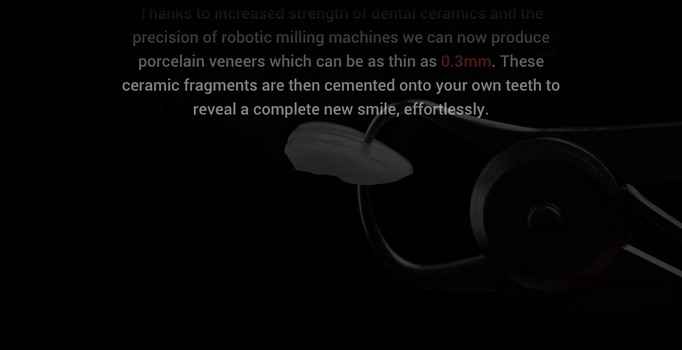 Thanks to increased strength of dental ceramics and the
precision of robotic milling machines we can now produce
porcelain veneers which can be as thin as 0.3mm. These
ceramic fragments are then cemented onto your own teeth to
reveal a complete new smile, effortlessly.